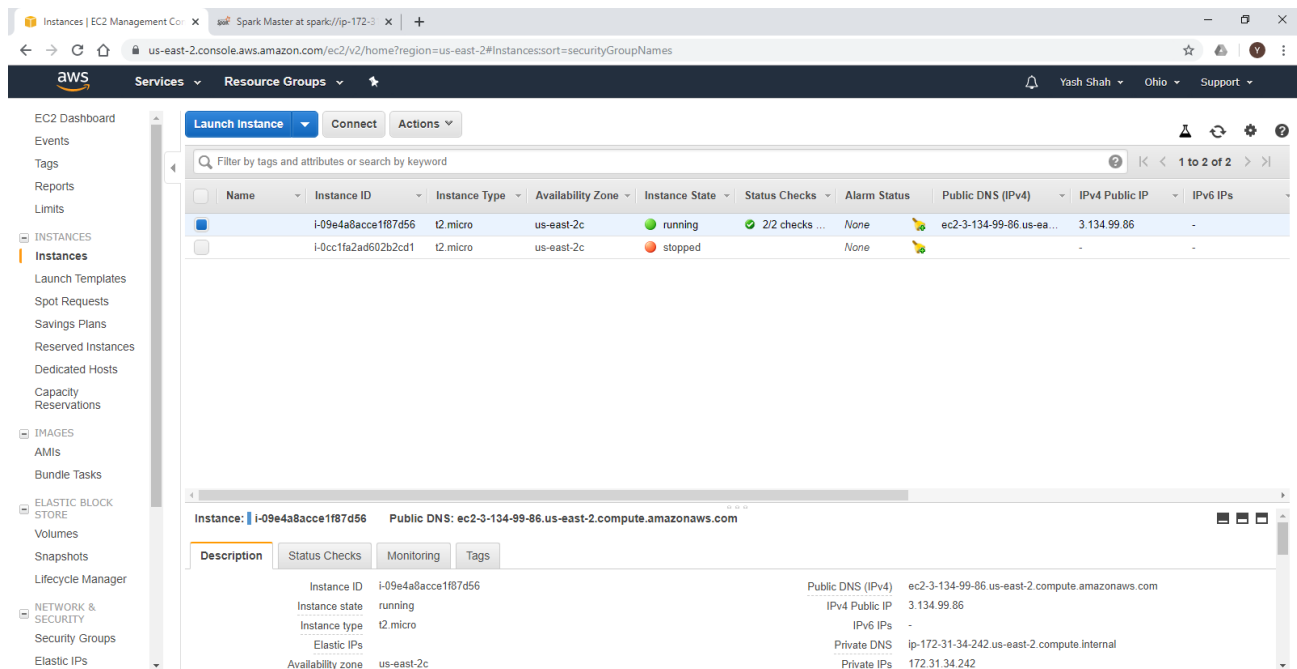 Instances | EC2 Management Co
Spark Master at spark://ip-172-3
us-east-2.console.aws.amazon.com/ec2/v2/home?region=us-east-2#Instances:sort=securityGroupNames
Y
aws Services Resource Groups Yash Shah Ohio Support
EC2 Dashboard
Events
Tags
Reports
Limits
INSTANCES
Instances
Launch Templates
Spot Requests
Savings Plans
Reserved Instances
Dedicated Hosts
Capacity
Reservations
IMAGES
AMIs
Bundle Tasks
ELASTIC BLOCK
STORE
Volumes
Snapshots
Lifecycle Manager
NETWORK &
SECURITY
Security Groups
Elastic IPs
Launch Instance Connect Actions
Filter by tags and attributes or search by keyword 1 to 2 of 2
Name Instance ID Instance Type Availability Zone Instance State Status Checks Alarm Status Public DNS (IPv4) IPv4 Public IP IPv6 IPs
i-09e4a8acce1f87d56 t2.micro us-east-2c running 2/2 checks ... None ec2-3-134-99-86.us-ea... 3.134.99.86 -
i-0cc1fa2ad602b2cd1 t2.micro us-east-2c stopped None - -
Instance: i-09e4a8acce1f87d56 Public DNS: ec2-3-134-99-86.us-east-2.compute.amazonaws.com
Description Status Checks Monitoring Tags
Instance ID i-09e4a8acce1f87d56 Public DNS (IPv4) ec2-3-134-99-86.us-east-2.compute.amazonaws.com
Instance state running IPv4 Public IP 3.134.99.86
Instance type t2.micro IPv6 IPs -
Elastic IPs Private DNS ip-172-31-34-242.us-east-2.compute.internal
Availability zone us-east-2c Private IPs 172.31.34.242